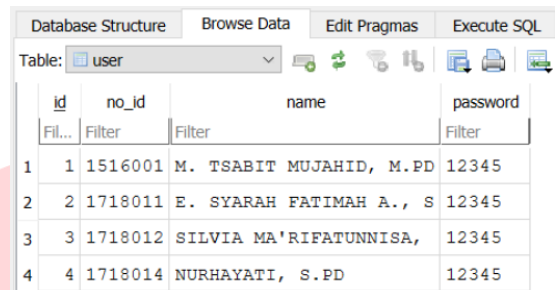 Database Structure Browse Data Edit Pragmas Execute SQL
Table: user
id no_id name password
Fil... Filter Filter Filter
1 1 1516001 M. TSABIT MUJAHID, M.PD 12345
2 2 1718011 E. SYARAH FATIMAH A., S 12345
3 3 1718012 SILVIA MA'RIFATUNNISA, 12345
4 4 1718014 NURHAYATI, S.PD 12345